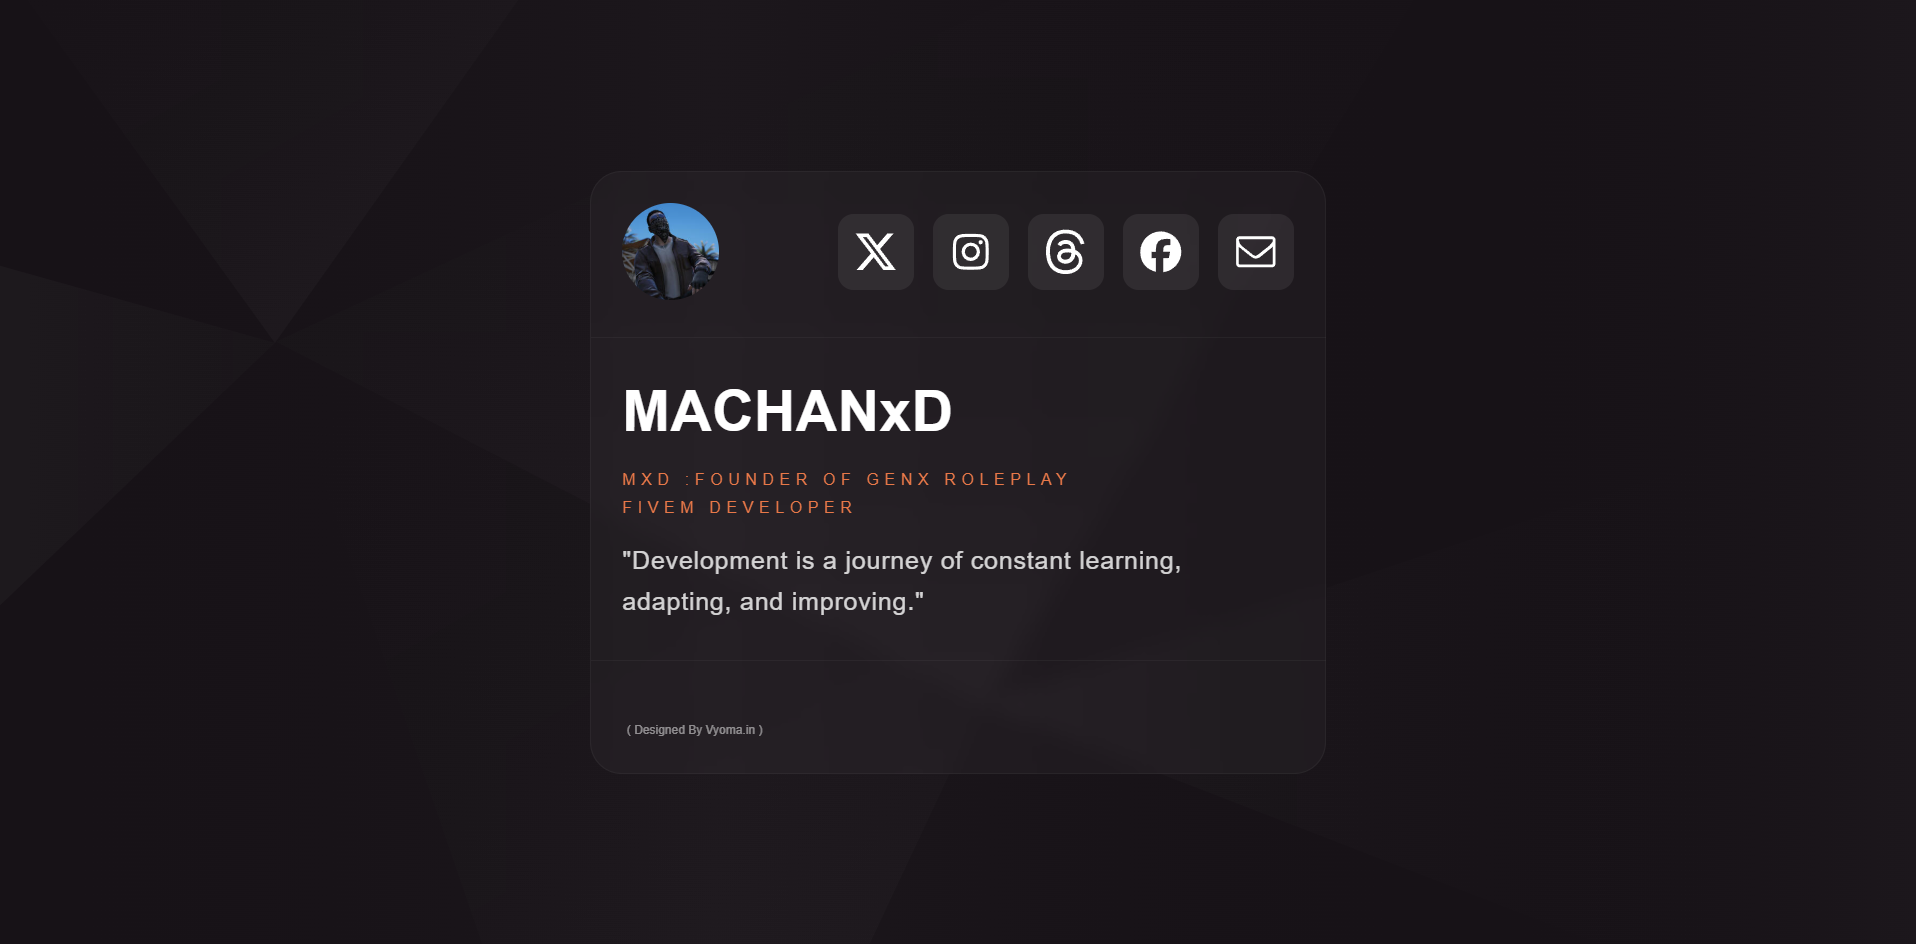 MACHANxD
MXD :FOUNDER OF GENX ROLEPLAY
FIVEM DEVELOPER
"Development is a journey of constant learning,
adapting, and improving."
( Designed By Vyoma.in )